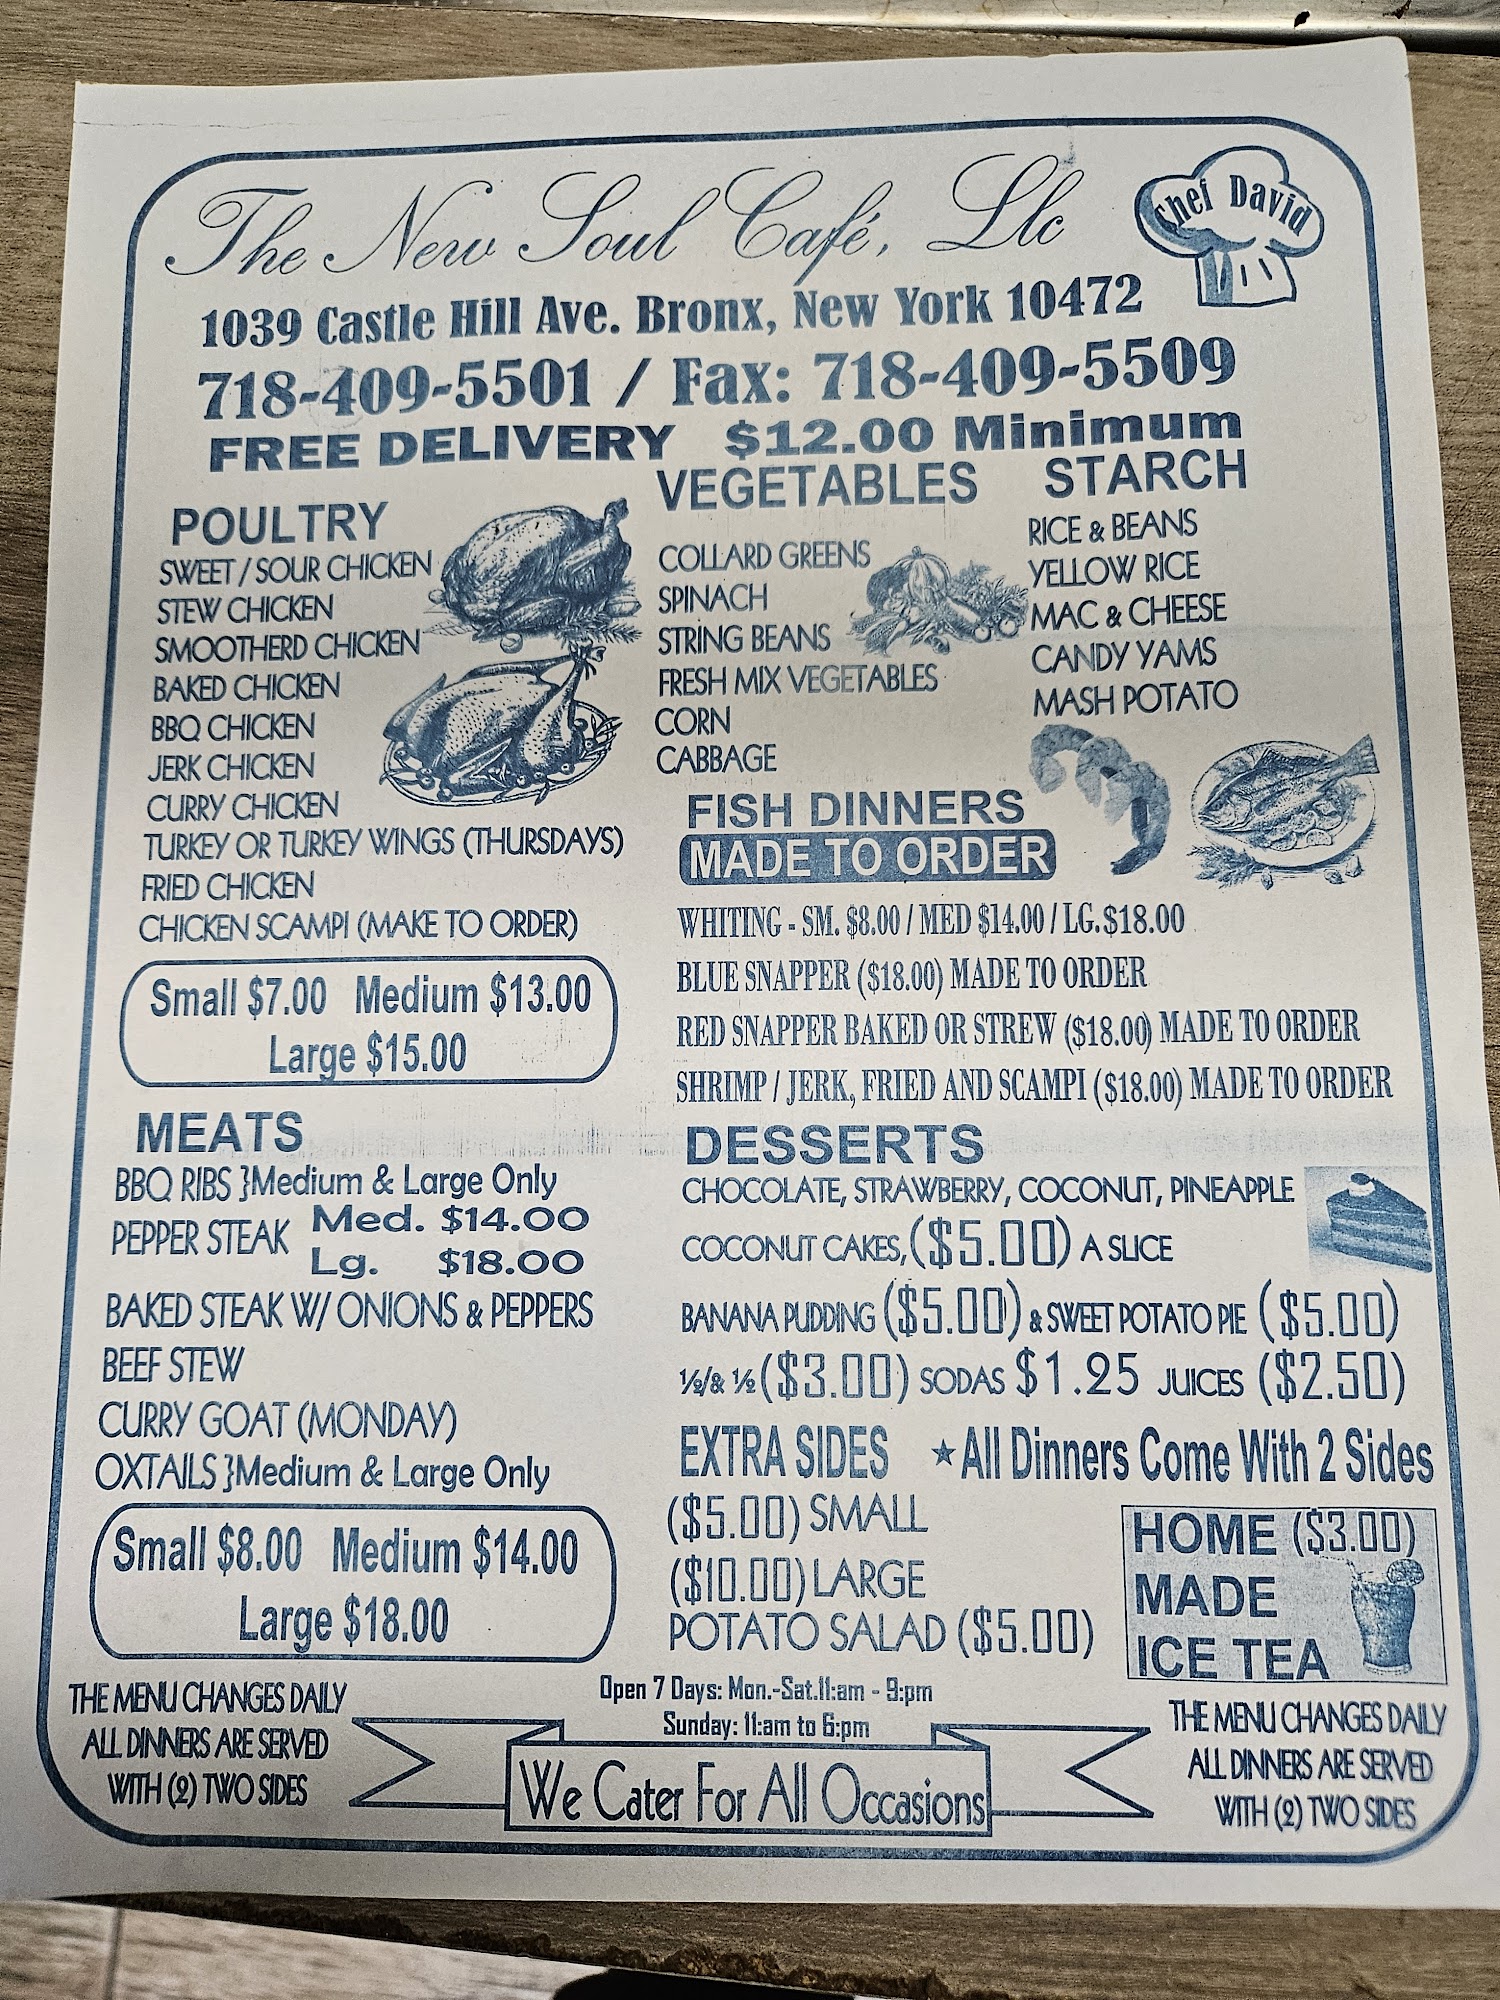 The New Soul Café, Llc
Chef David
1039 Castle Hill Ave. Bronx, New York 10472
718-409-5501 / Fax: 718-409-5509
FREE DELIVERY $12.00 Minimum
POULTRY
SWEET / SOUR CHICKEN
STEW CHICKEN
SMOOTHERD CHICKEN
BAKED CHICKEN
BBQ CHICKEN
JERK CHICKEN
CURRY CHICKEN
TURKEY OR TURKEY WINGS (THURSDAYS)
FRIED CHICKEN
CHICKEN SCAMPI (MAKE TO ORDER)
Small $7.00 Medium $13.00
Large $15.00
MEATS
BBQ RIBS }Medium & Large Only
PEPPER STEAK Med. $14.00
Lg. $18.00
BAKED STEAK W/ ONIONS & PEPPERS
BEEF STEW
CURRY GOAT (MONDAY)
OXTAILS }Medium & Large Only
Small $8.00 Medium $14.00
Large $18.00
VEGETABLES
COLLARD GREENS
SPINACH
STRING BEANS
FRESH MIX VEGETABLES
CORN
CABBAGE
STARCH
RICE & BEANS
YELLOW RICE
MAC & CHEESE
CANDY YAMS
MASH POTATO
FISH DINNERS
MADE TO ORDER
WHITING - SM. $8.00 / MED $14.00 / LG. $18.00
BLUE SNAPPER ($18.00) MADE TO ORDER
RED SNAPPER BAKED OR STREW ($18.00) MADE TO ORDER
SHRIMP / JERK, FRIED AND SCAMPI ($18.00) MADE TO ORDER
DESSERTS
CHOCOLATE, STRAWBERRY, COCONUT, PINEAPPLE
COCONUT CAKES, ($5.00) A SLICE
BANANA PUDDING ($5.00) & SWEET POTATO PIE ($5.00)
½/& ½ ($3.00) SODAS $1.25 JUICES ($2.50)
EXTRA SIDES ★All Dinners Come With 2 Sides
($5.00) SMALL
($10.00) LARGE
POTATO SALAD ($5.00)
HOME ($3.00)
MADE
ICE TEA
THE MENU CHANGES DAILY
ALL DINNERS ARE SERVED
WITH (2) TWO SIDES
Open 7 Days: Mon.-Sat.11:am - 9:pm
Sunday: 11:am to 6:pm
We Cater For All Occasions
THE MENU CHANGES DAILY
ALL DINNERS ARE SERVED
WITH (2) TWO SIDES